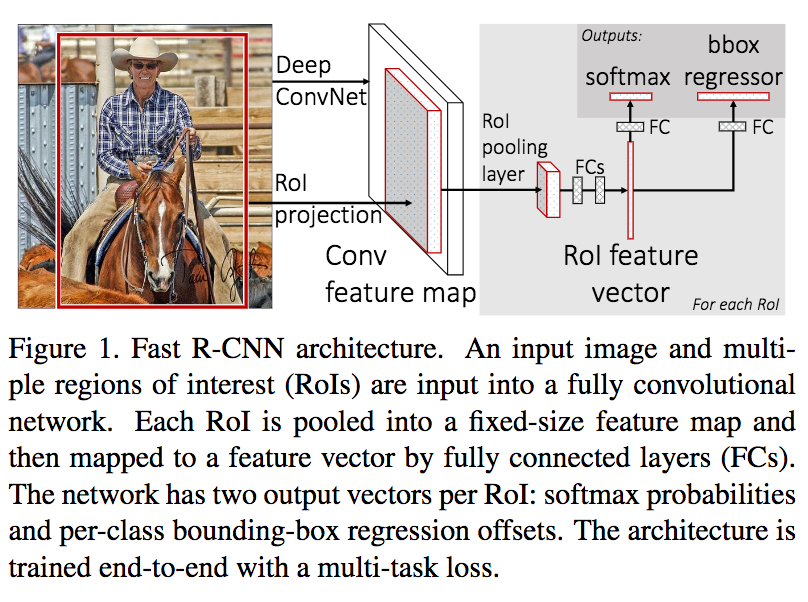 Outputs:
bbox
softmax regressor
Deep
ConvNet
FC
FC
RoI
pooling
layer
FCs
RoI
projection
Conv
feature map
RoI feature
vector
For each RoI
Figure 1. Fast R-CNN architecture. An input image and multi-
ple regions of interest (RoIs) are input into a fully convolutional
network. Each RoI is pooled into a fixed-size feature map and
then mapped to a feature vector by fully connected layers (FCs).
The network has two output vectors per RoI: softmax probabilities
and per-class bounding-box regression offsets. The architecture is
trained end-to-end with a multi-task loss.